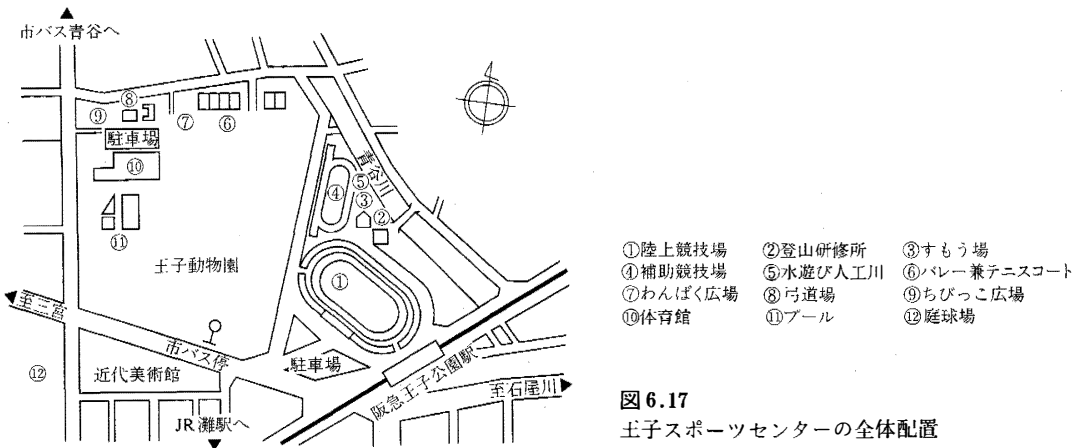 市バス青谷へ
⑧
⑨
⑦
⑥
駐車場
⑩
青谷川
④
⑤
③
②
⑪
王子動物園
①
至三宮
市バス停
駐車場
阪急王子公園駅
⑫
近代美術館
至石屋川
JR灘駅へ
①陸上競技場 ②登山研修所 ③すもう場
④補助競技場 ⑤水遊び人工川 ⑥バレー兼テニスコート
⑦わんぱく広場 ⑧弓道場 ⑨ちびっこ広場
⑩体育館 ⑪プール ⑫庭球場
図6.17
王子スポーツセンターの全体配置